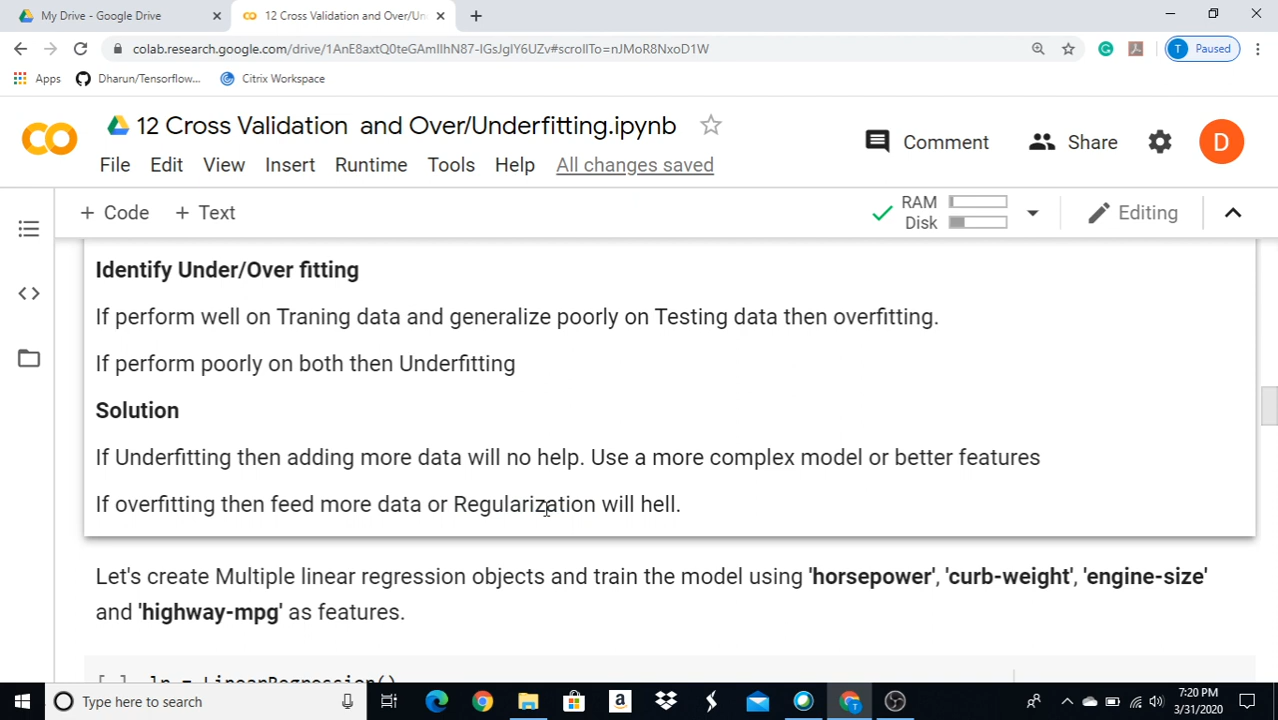 My Drive - Google Drive
12 Cross Validation and Over/Un
colab.research.google.com/drive/1AnE8axtQ0teGAmIlhN87-IGsJglY6UZv#scrollTo=nJMoR8NxoD1W
Paused
Apps
Dharun/Tensorflow...
Citrix Workspace
12 Cross Validation and Over/Underfitting.ipynb
Comment
Share
D
File Edit View Insert Runtime Tools Help All changes saved
+ Code + Text
RAM
Disk
Editing
Identify Under/Over fitting
If perform well on Traning data and generalize poorly on Testing data then overfitting.
If perform poorly on both then Underfitting
Solution
If Underfitting then adding more data will no help. Use a more complex model or better features
If overfitting then feed more data or Regularization will hell.
Let's create Multiple linear regression objects and train the model using 'horsepower', 'curb-weight', 'engine-size'
and 'highway-mpg' as features.
[ ] lr = LinearRegression()
Type here to search
7:20 PM
3/31/2020